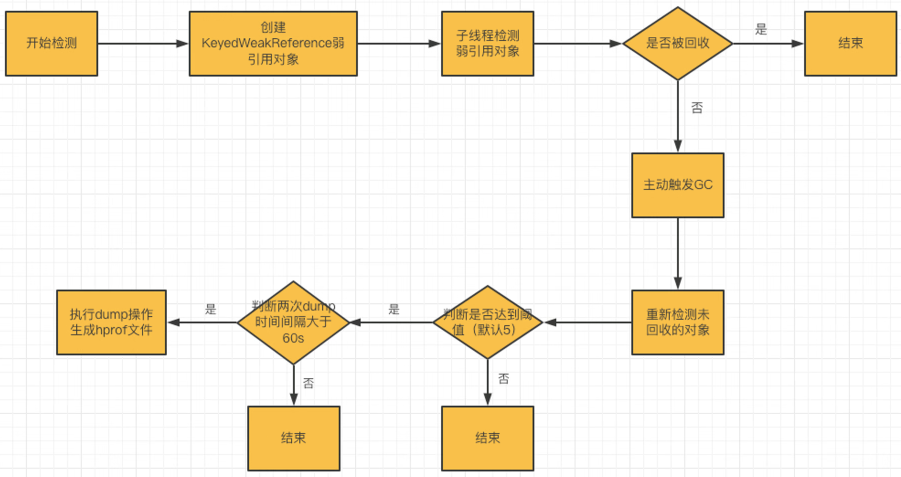 开始检测
创建
KeyedWeakReference弱
引用对象
子线程检测
弱引用对象
是否被回收
是
结束
否
主动触发GC
重新检测未
回收的对象
判断是否达到阈
值（默认5）
是
否
结束
判断两次dump
时间间隔大于
60s
是
否
结束
执行dump操作
生成hprof文件